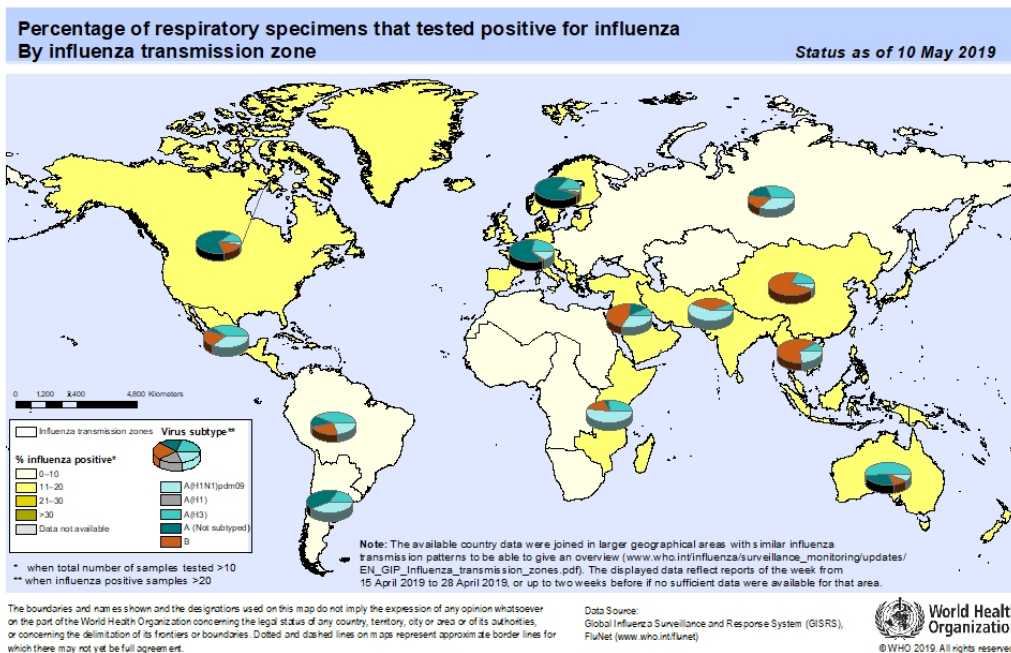 Percentage of respiratory specimens that tested positive for influenza
By influenza transmission zone
Status as of 10 May 2019
0 1,200 2,400 4,800 Kilometers
Influenza transmission zones
% influenza positive*
0–10
11–20
21–30
>30
Data not available
Virus subtype**
A(H1N1)pdm09
A(H1)
A(H3)
A (Not subtyped)
B
* when total number of samples tested >10
** when influenza positive samples >20
Note: The available country data were joined in larger geographical areas with similar influenza
transmission patterns to be able to give an overview (www.who.int/influenza/surveillance_monitoring/updates/
EN_GIP_Influenza_transmission_zones.pdf). The displayed data reflect reports of the week from
15 April 2019 to 28 April 2019, or up to two weeks before if no sufficient data were available for that area.
The boundaries and names shown and the designations used on this map do not imply the expression of any opinion whatsoever
on the part of the World Health Organization concerning the legal status of any country, territory, city or area or of its authorities,
or concerning the delimitation of its frontiers or boundaries. Dotted and dashed lines on maps represent approximate border lines for
which there may not yet be full agreement.
Data Source:
Global Influenza Surveillance and Response System (GISRS),
FluNet (www.who.int/flunet)
World Healt
Organizatio
© WHO 2019. All rights reserve